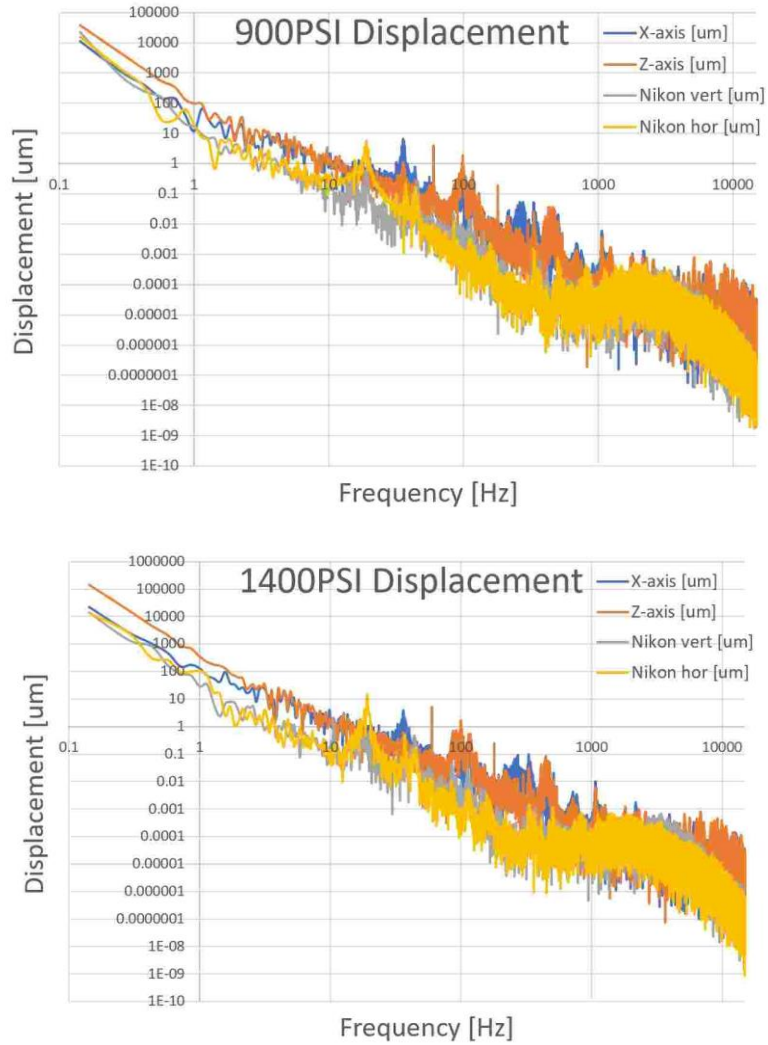 900PSI Displacement
X-axis [um]
Z-axis [um]
Nikon vert [um]
Nikon hor [um]
100000
10000
1000
100
10
1
0.1
0.01
0.001
0.0001
0.00001
0.000001
0.0000001
1E-08
1E-09
1E-10
0.1 1 10 100 1000 10000
Displacement [um]
Frequency [Hz]
1400PSI Displacement
X-axis [um]
Z-axis [um]
Nikon vert [um]
Nikon hor [um]
1000000
100000
10000
1000
100
10
1
0.1
0.01
0.001
0.0001
0.00001
0.000001
0.0000001
1E-08
1E-09
1E-10
0.1 1 10 100 1000 10000
Displacement [um]
Frequency [Hz]